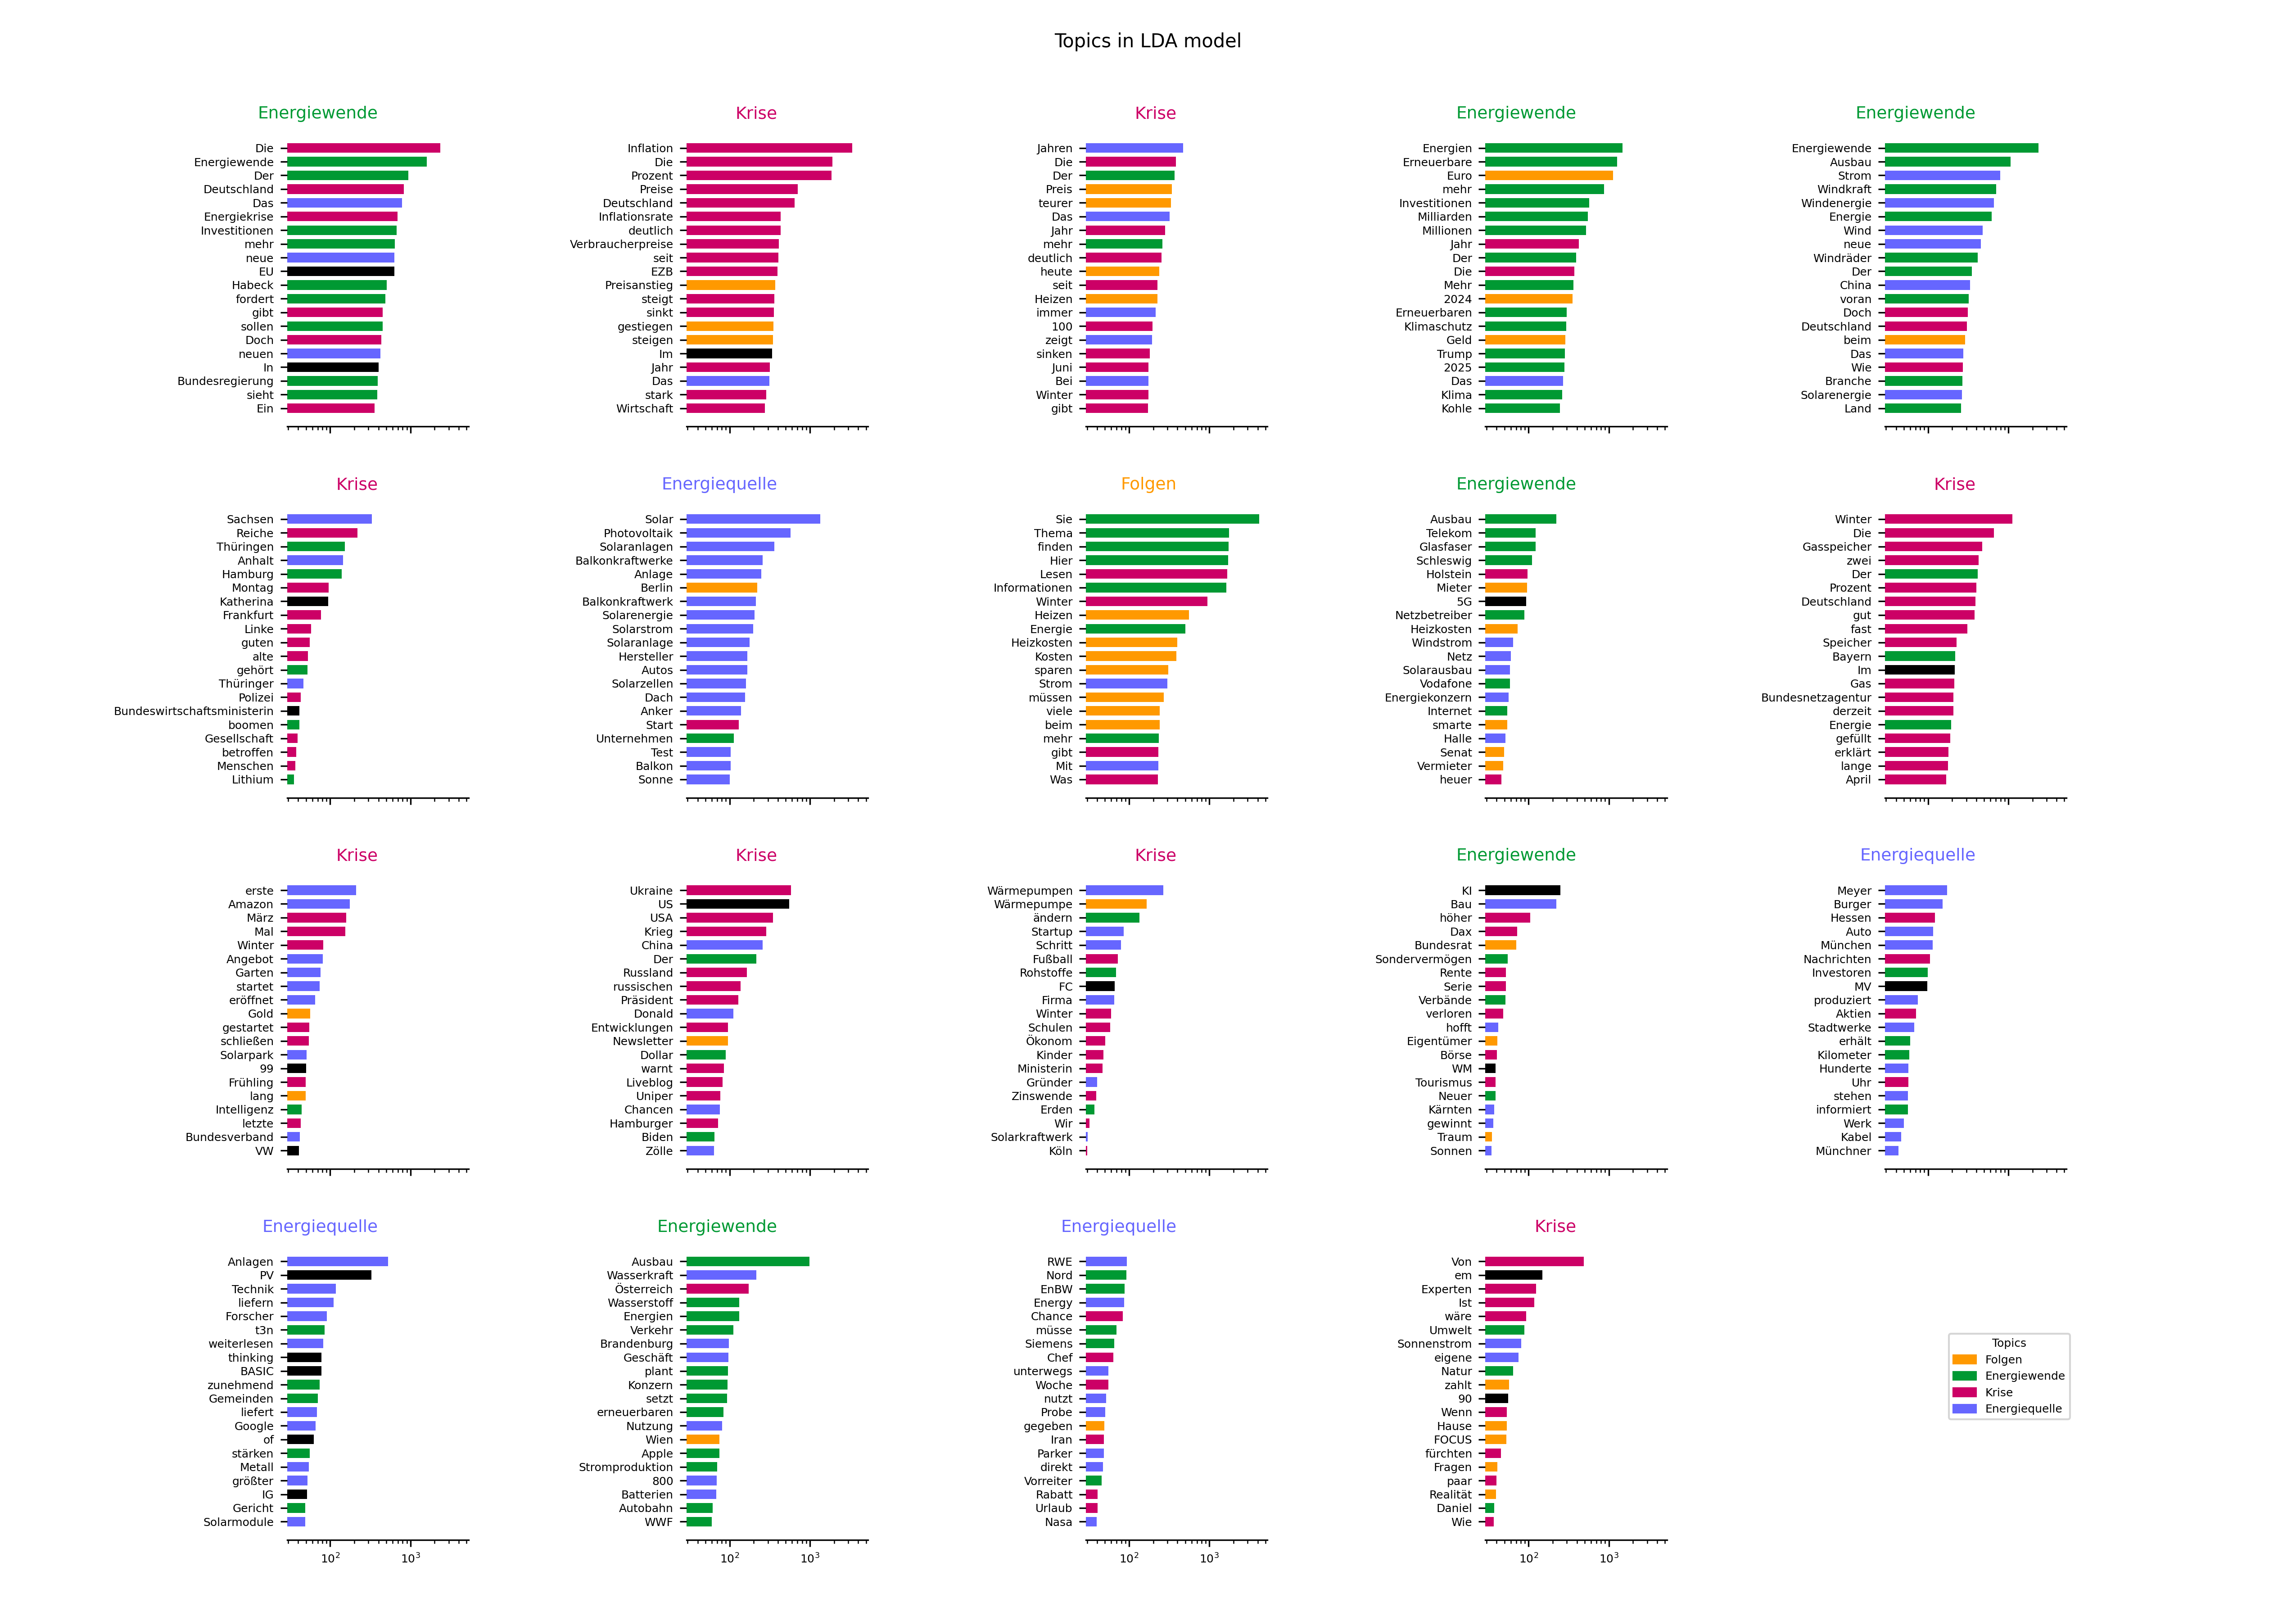 Topics in LDA model
Energiewende
Die
Energiewende
Der
Deutschland
Das
Energiekrise
Investitionen
mehr
neue
EU
Habeck
fordert
gibt
sollen
Doch
neuen
In
Bundesregierung
sieht
Ein
Krise
Inflation
Die
Prozent
Preise
Deutschland
Inflationsrate
deutlich
Verbraucherpreise
seit
EZB
Preisanstieg
steigt
sinkt
gestiegen
steigen
Im
Jahr
Das
stark
Wirtschaft
Krise
Jahren
Die
Der
Preis
teurer
Das
Jahr
mehr
deutlich
heute
seit
Heizen
immer
100
zeigt
sinken
Juni
Bei
Winter
gibt
Energiewende
Energien
Erneuerbare
Euro
mehr
Investitionen
Milliarden
Millionen
Jahr
Der
Die
Mehr
2024
Erneuerbaren
Klimaschutz
Geld
Trump
2025
Das
Klima
Kohle
Energiewende
Energiewende
Ausbau
Strom
Windkraft
Windenergie
Energie
Wind
neue
Windräder
Der
China
voran
Doch
Deutschland
beim
Das
Wie
Branche
Solarenergie
Land
Krise
Sachsen
Reiche
Thüringen
Anhalt
Hamburg
Montag
Katherina
Frankfurt
Linke
guten
alte
gehört
Thüringer
Polizei
Bundeswirtschaftsministerin
boomen
Gesellschaft
betroffen
Menschen
Lithium
Energiequelle
Solar
Photovoltaik
Solaranlagen
Balkonkraftwerke
Anlage
Berlin
Balkonkraftwerk
Solarenergie
Solarstrom
Solaranlage
Hersteller
Autos
Solarzellen
Dach
Anker
Start
Unternehmen
Test
Balkon
Sonne
Folgen
Sie
Thema
finden
Hier
Lesen
Informationen
Winter
Heizen
Energie
Heizkosten
Kosten
sparen
Strom
müssen
viele
beim
mehr
gibt
Mit
Was
Energiewende
Ausbau
Telekom
Glasfaser
Schleswig
Holstein
Mieter
5G
Netzbetreiber
Heizkosten
Windstrom
Netz
Solarausbau
Vodafone
Energiekonzern
Internet
smarte
Halle
Senat
Vermieter
heuer
Krise
Winter
Die
Gasspeicher
zwei
Der
Prozent
Deutschland
gut
fast
Speicher
Bayern
Im
Gas
Bundesnetzagentur
derzeit
Energie
gefüllt
erklärt
lange
April
Krise
erste
Amazon
März
Mal
Winter
Angebot
Garten
startet
eröffnet
Gold
gestartet
schließen
Solarpark
99
Frühling
lang
Intelligenz
letzte
Bundesverband
VW
Krise
Ukraine
US
USA
Krieg
China
Der
Russland
russischen
Präsident
Donald
Entwicklungen
Newsletter
Dollar
warnt
Liveblog
Uniper
Chancen
Hamburger
Biden
Zölle
Krise
Wärmepumpen
Wärmepumpe
ändern
Startup
Schritt
Fußball
Rohstoffe
FC
Firma
Winter
Schulen
Ökonom
Kinder
Ministerin
Gründer
Zinswende
Erden
Wir
Solarkraftwerk
Köln
Energiewende
KI
Bau
höher
Dax
Bundesrat
Sondervermögen
Rente
Serie
Verbände
verloren
hofft
Eigentümer
Börse
WM
Tourismus
Neuer
Kärnten
gewinnt
Traum
Sonnen
Energiequelle
Meyer
Burger
Hessen
Auto
München
Nachrichten
Investoren
MV
produziert
Aktien
Stadtwerke
erhält
Kilometer
Hunderte
Uhr
stehen
informiert
Werk
Kabel
Münchner
Energiequelle
Anlagen
PV
Technik
liefern
Forscher
t3n
weiterlesen
thinking
BASIC
zunehmend
Gemeinden
liefert
Google
of
stärken
Metall
größter
IG
Gericht
Solarmodule
10²
10³
Energiewende
Ausbau
Wasserkraft
Österreich
Wasserstoff
Energien
Verkehr
Brandenburg
Geschäft
plant
Konzern
setzt
erneuerbaren
Nutzung
Wien
Apple
Stromproduktion
800
Batterien
Autobahn
WWF
10²
10³
Energiequelle
RWE
Nord
EnBW
Energy
Chance
müsse
Siemens
Chef
unterwegs
Woche
nutzt
Probe
gegeben
Iran
Parker
direkt
Vorreiter
Rabatt
Urlaub
Nasa
10²
10³
Krise
Von
em
Experten
Ist
wäre
Umwelt
Sonnenstrom
eigene
Natur
zahlt
90
Wenn
Hause
FOCUS
fürchten
Fragen
paar
Realität
Daniel
Wie
10²
10³
Topics
Folgen
Energiewende
Krise
Energiequelle